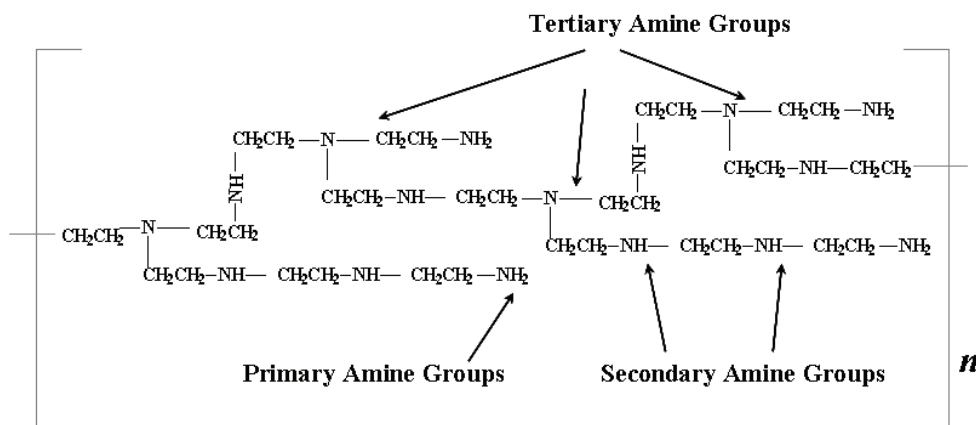 Tertiary Amine Groups
CH₂CH₂—N—CH₂CH₂—NH₂
CH₂CH₂—N—CH₂CH₂—NH₂
NH
CH₂CH₂—NH—CH₂CH₂
NH
CH₂CH₂—NH—CH₂CH₂—N—CH₂CH₂
CH₂CH₂—N—CH₂CH₂
CH₂CH₂—NH—CH₂CH₂—NH—CH₂CH₂—NH₂
CH₂CH₂—NH—CH₂CH₂—NH—CH₂CH₂—NH₂
Primary Amine Groups
Secondary Amine Groups
n